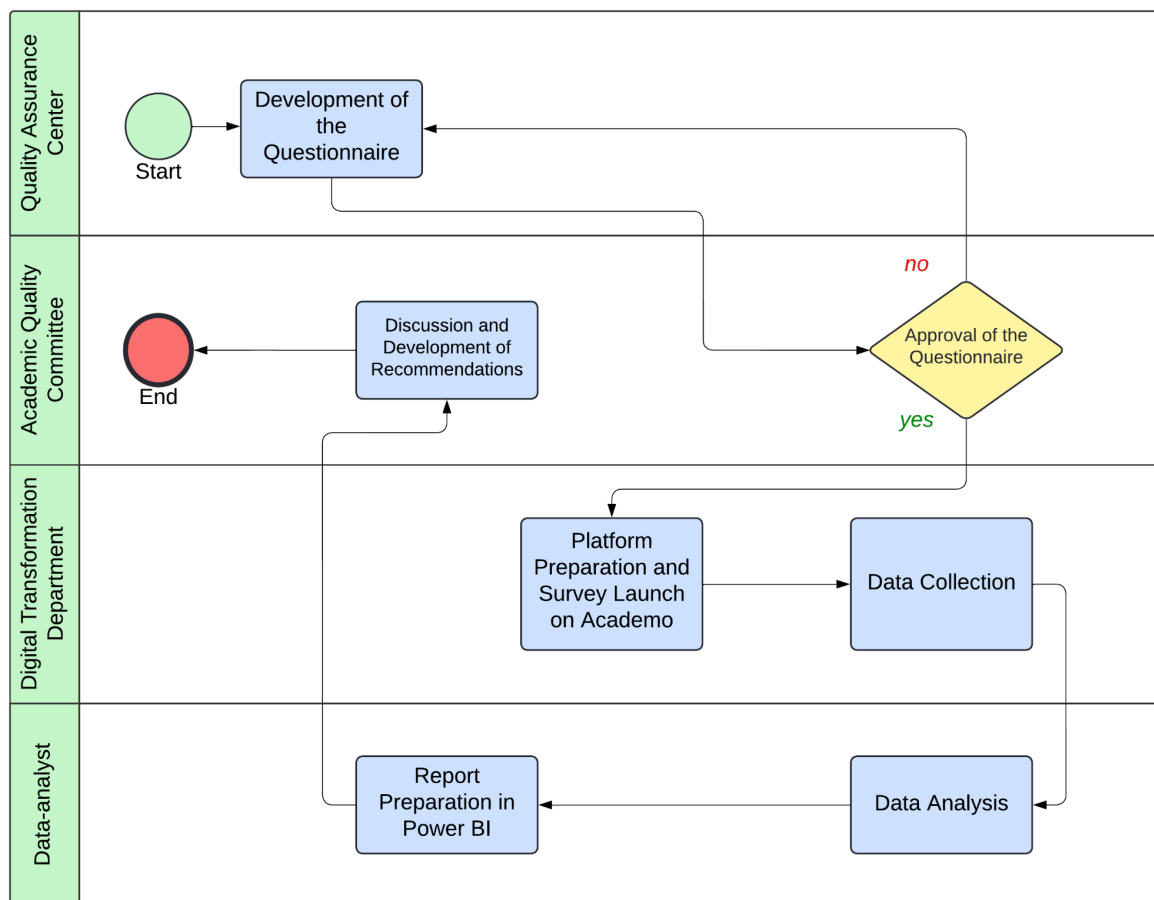 Quality Assurance
Center
Start
Development of
the
Questionnaire
Academic Quality
Committee
End
Discussion and
Development of
Recommendations
no
Approval of the
Questionnaire
yes
Digital Transformation
Department
Platform
Preparation and
Survey Launch
on Academo
Data Collection
Data-analyst
Report
Preparation in
Power BI
Data Analysis